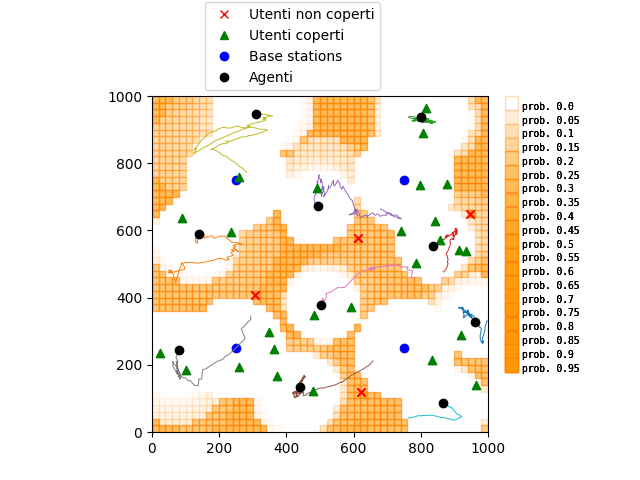 Utenti non coperti
Utenti coperti
Base stations
Agenti
1000
800
600
400
200
0
0
200
400
600
800
1000
prob. 0.0
prob. 0.05
prob. 0.1
prob. 0.15
prob. 0.2
prob. 0.25
prob. 0.3
prob. 0.35
prob. 0.4
prob. 0.45
prob. 0.5
prob. 0.55
prob. 0.6
prob. 0.65
prob. 0.7
prob. 0.75
prob. 0.8
prob. 0.85
prob. 0.9
prob. 0.95